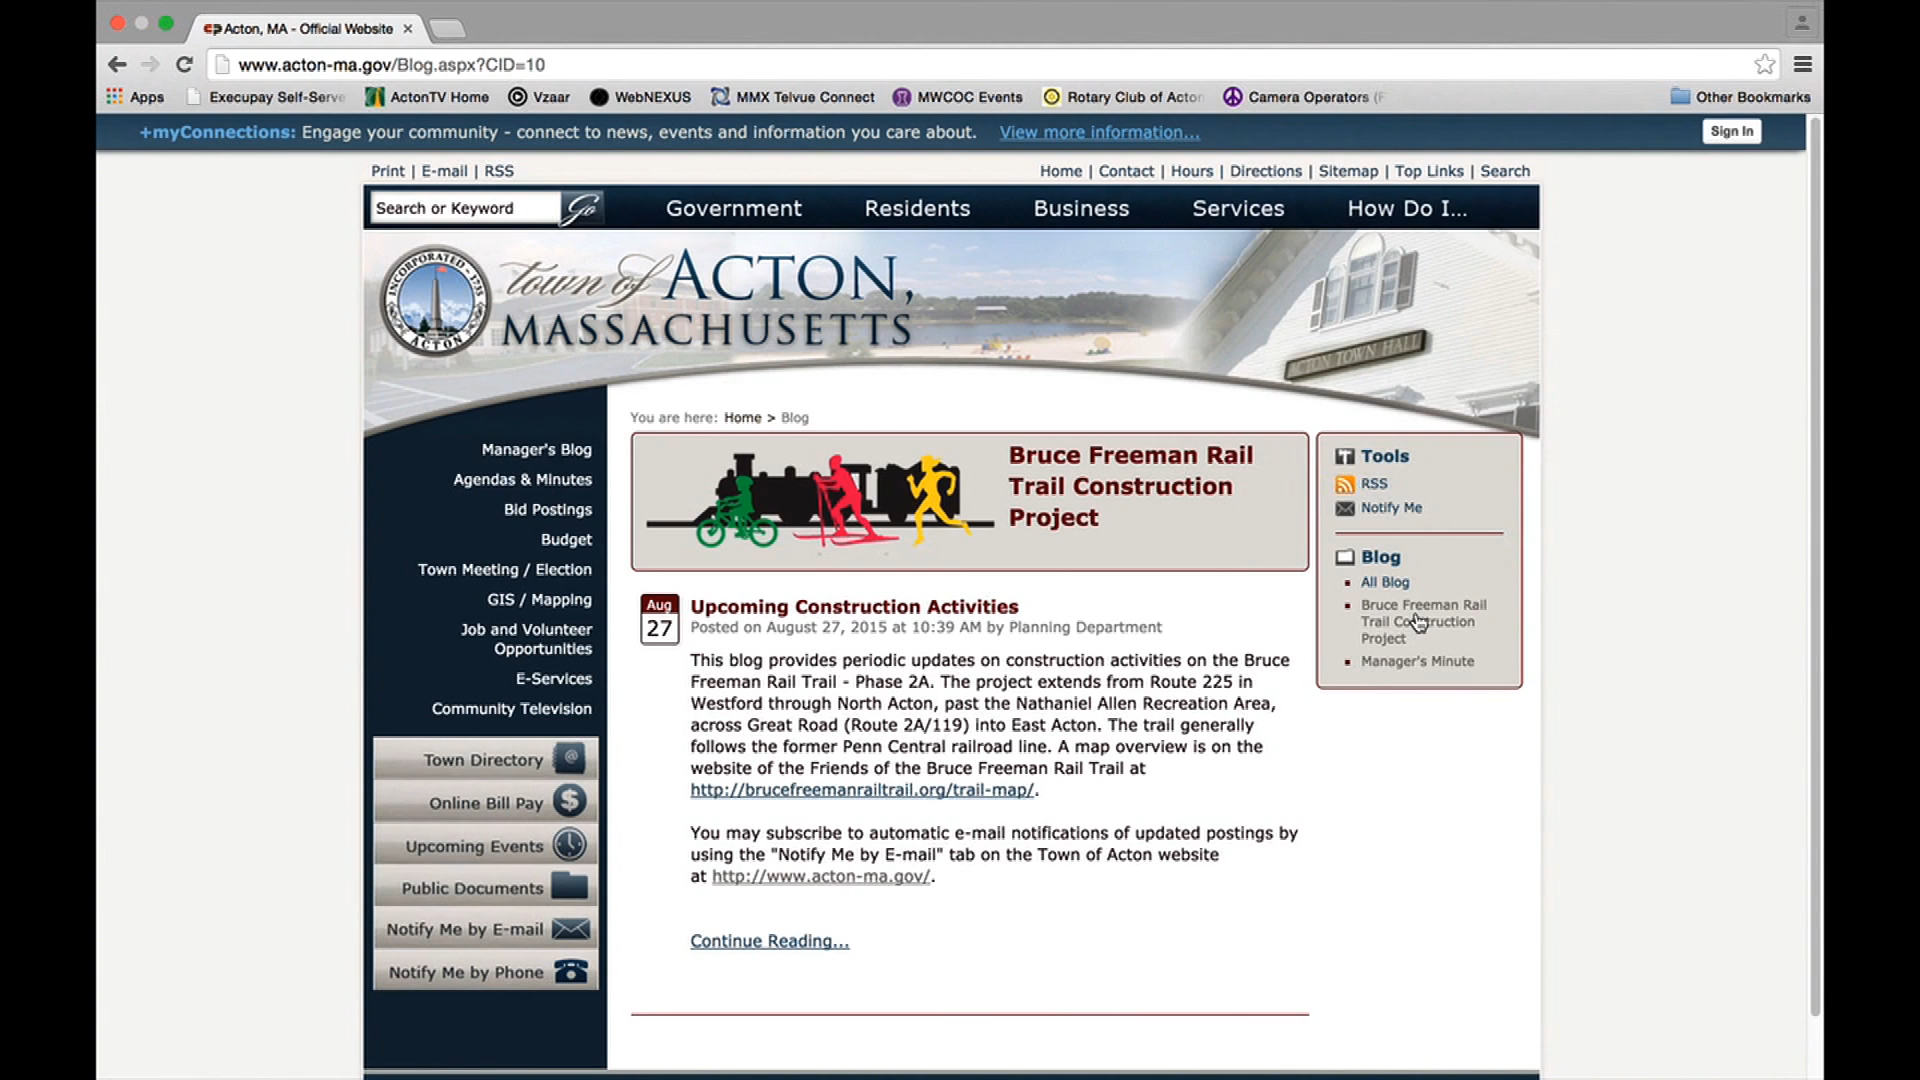 Acton, MA - Official Website
www.acton-ma.gov/Blog.aspx?CID=10
Apps Execupay Self-Serve ActonTV Home Vzaar WebNEXUS MMX Telvue Connect MWCOC Events Rotary Club of Acton Camera Operators Other Bookmarks
+myConnections: Engage your community - connect to news, events and information you care about. View more information... Sign In
Print | E-mail | RSS Home | Contact | Hours | Directions | Sitemap | Top Links | Search
Search or Keyword Go Government Residents Business Services How Do I...
INCORPORATED - 1735
ACTON
town of ACTON,
MASSACHUSETTS
ACTON TOWN HALL
You are here: Home > Blog
Manager's Blog
Agendas & Minutes
Bid Postings
Budget
Town Meeting / Election
GIS / Mapping
Job and Volunteer
Opportunities
E-Services
Community Television
Town Directory
Online Bill Pay
Upcoming Events
Public Documents
Notify Me by E-mail
Notify Me by Phone
Bruce Freeman Rail
Trail Construction
Project
Aug
27
Upcoming Construction Activities
Posted on August 27, 2015 at 10:39 AM by Planning Department
This blog provides periodic updates on construction activities on the Bruce
Freeman Rail Trail - Phase 2A. The project extends from Route 225 in
Westford through North Acton, past the Nathaniel Allen Recreation Area,
across Great Road (Route 2A/119) into East Acton. The trail generally
follows the former Penn Central railroad line. A map overview is on the
website of the Friends of the Bruce Freeman Rail Trail at
http://brucefreemanrailtrail.org/trail-map/.
You may subscribe to automatic e-mail notifications of updated postings by
using the "Notify Me by E-mail" tab on the Town of Acton website
at http://www.acton-ma.gov/.
Continue Reading...
Tools
RSS
Notify Me
Blog
All Blog
Bruce Freeman Rail
Trail Construction
Project
Manager's Minute